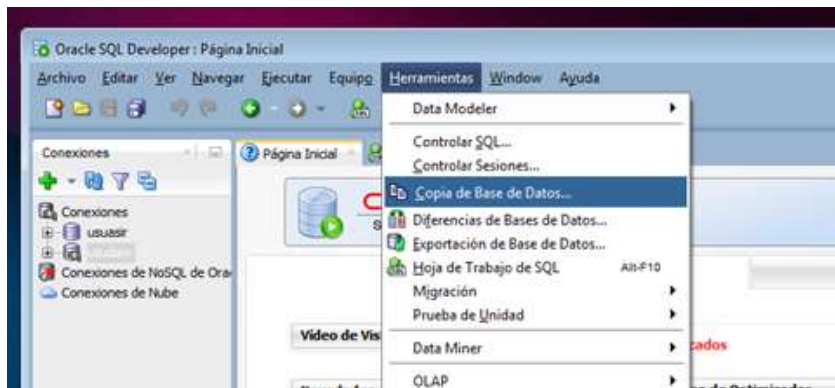 Oracle SQL Developer : Página Inicial
Archivo Editar Ver Navegar Ejecutar Equipo Herramientas Window Ayuda
Data Modeler
Controlar SQL...
Controlar Sesiones...
Copia de Base de Datos...
Diferencias de Bases de Datos...
Exportación de Base de Datos...
Hoja de Trabajo de SQL Alt-F10
Migración
Prueba de Unidad
Data Miner
OLAP
Conexiones
Página Inicial
Conexiones
usuasir
Conexiones de NoSQL de Ora
Conexiones de Nube
Video de Vis